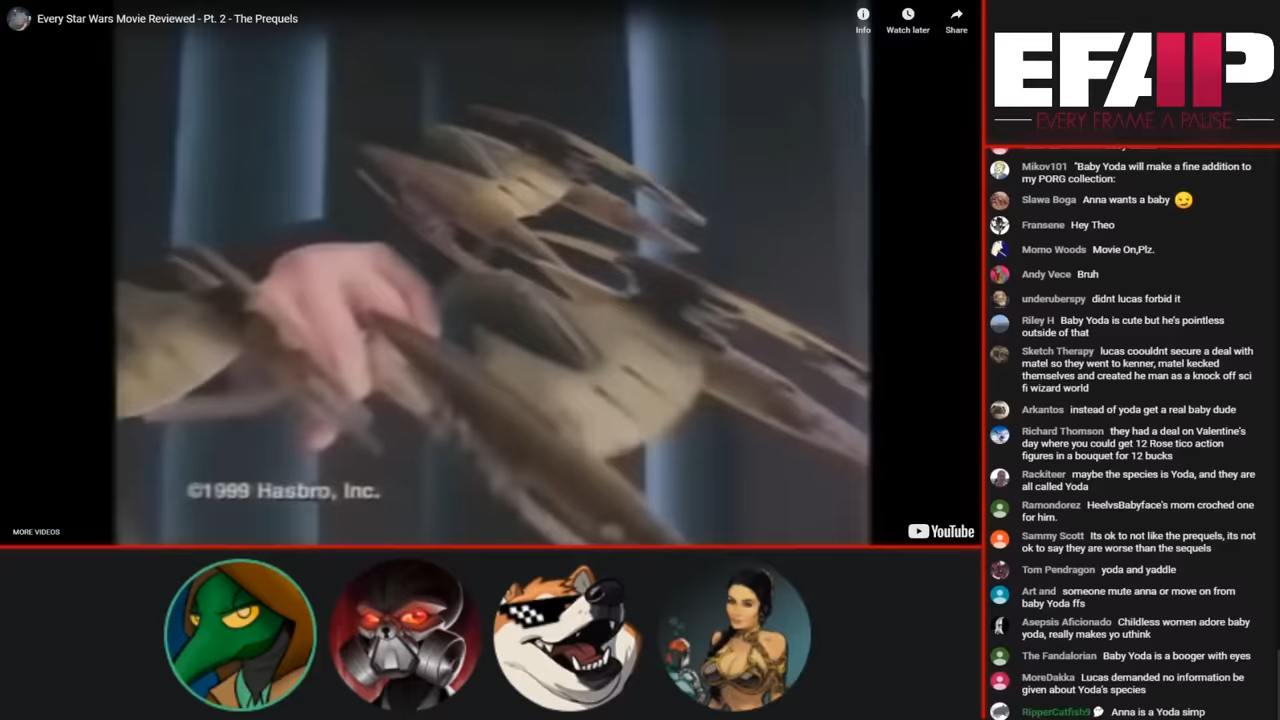 Every Star Wars Movie Reviewed - Pt. 2 - The Prequels
Info
Watch later
Share
©1999 Hasbro, Inc.
MORE VIDEOS
YouTube
EFAP
EVERY FRAME A PAUSE
Mikov101 "Baby Yoda will make a fine addition to
my PORG collection:
Slawa Boga Anna wants a baby 😏
Fransene Hey Theo
Momo Woods Movie On,Plz.
Andy Vece Bruh
underuberspy didnt lucas forbid it
Riley H Baby Yoda is cute but he's pointless
outside of that
Sketch Therapy lucas coouldnt secure a deal with
matel so they went to kenner, matel kecked
themselves and created he man as a knock off sci
fi wizard world
Arkantos instead of yoda get a real baby dude
Richard Thomson they had a deal on Valentine's
day where you could get 12 Rose tico action
figures in a bouquet for 12 bucks
Rackiteer maybe the species is Yoda, and they are
all called Yoda
Ramondorez HeelvsBabyface's mom croched one
for him.
Sammy Scott Its ok to not like the prequels, its not
ok to say they are worse than the sequels
Tom Pendragon yoda and yaddle
Art and someone mute anna or move on from
baby Yoda ffs
Asepsis Aficionado Childless women adore baby
yoda, really makes yo uthink
The Fandalorian Baby Yoda is a booger with eyes
MoreDakka Lucas demanded no information be
given about Yoda's species
RipperCatfish9 Anna is a Yoda simp